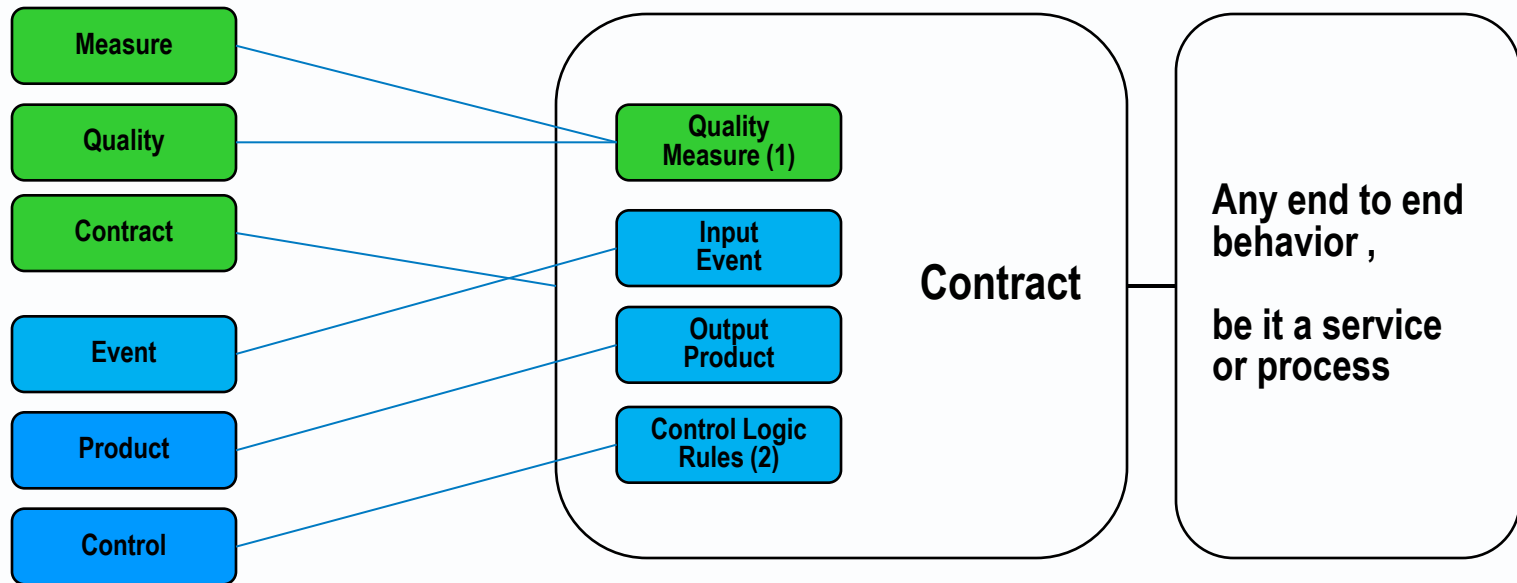 Measure
Quality
Contract
Event
Product
Control
Quality
Measure (1)
Input
Event
Output
Product
Control Logic
Rules (2)
Contract
Any end to end
behavior ,
be it a service
or process